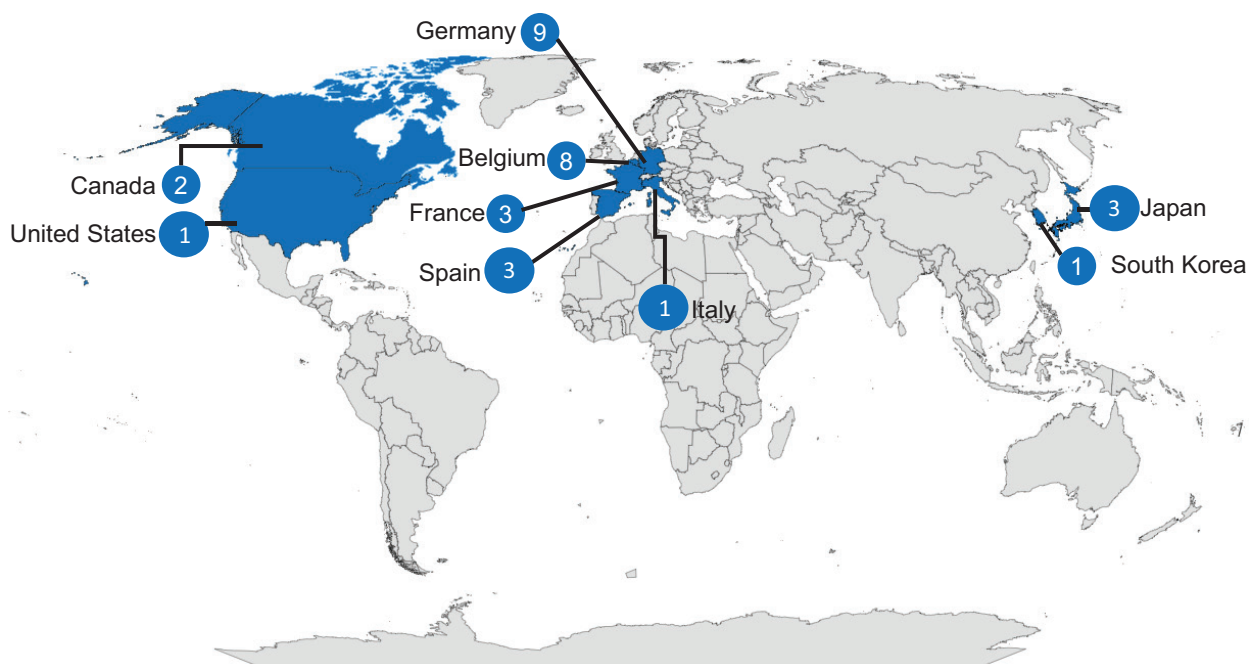 Germany 9
Belgium 8
Canada 2
France 3
3 Japan
United States 1
Spain 3
1 South Korea
1 Italy